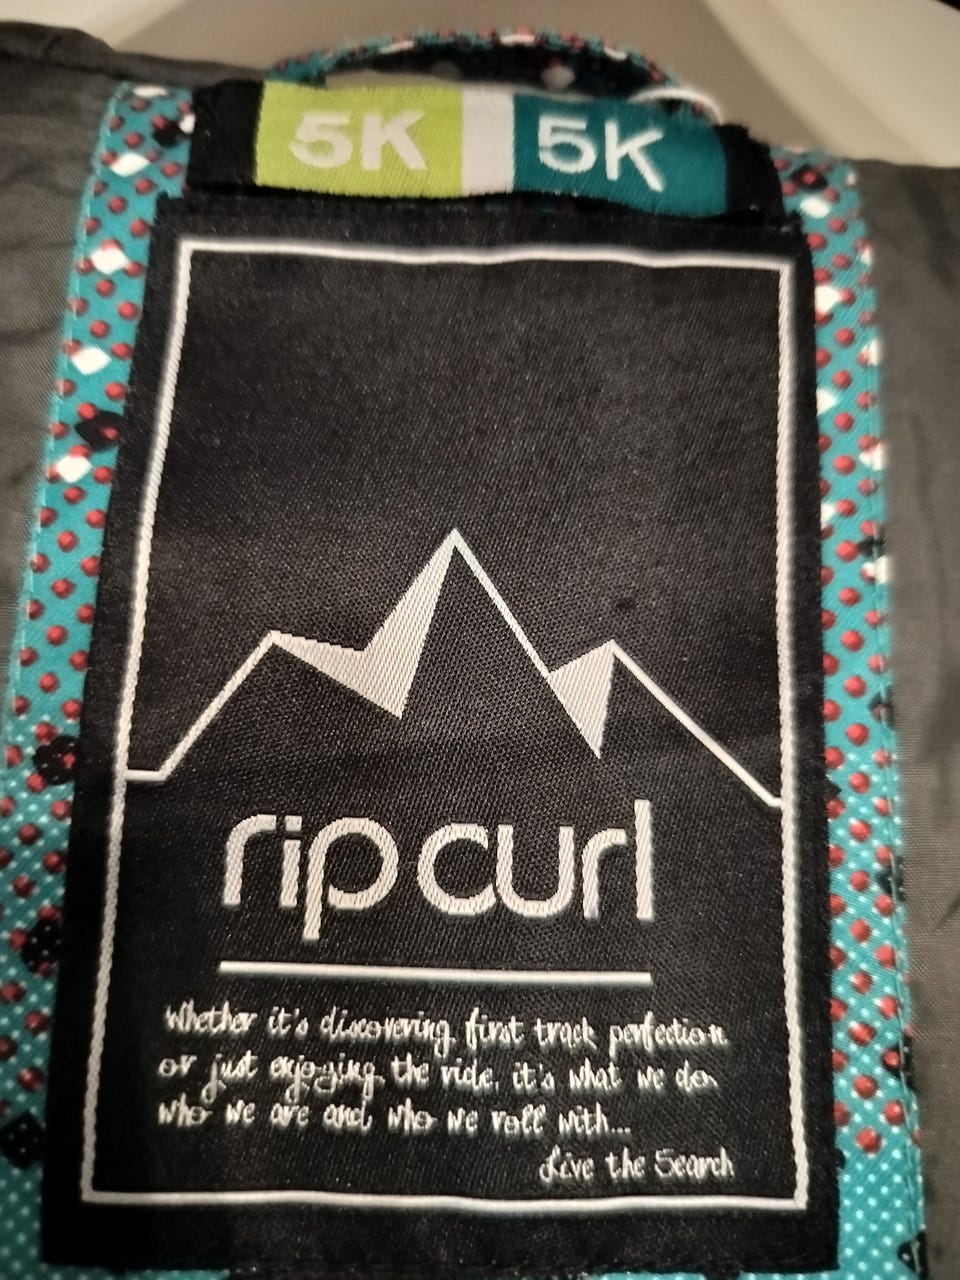 5K 5K
rip curl
Whether it's discovering first track perfection
or just enjoying the ride, it's what we do,
who we are and who we roll with...
Live the Search